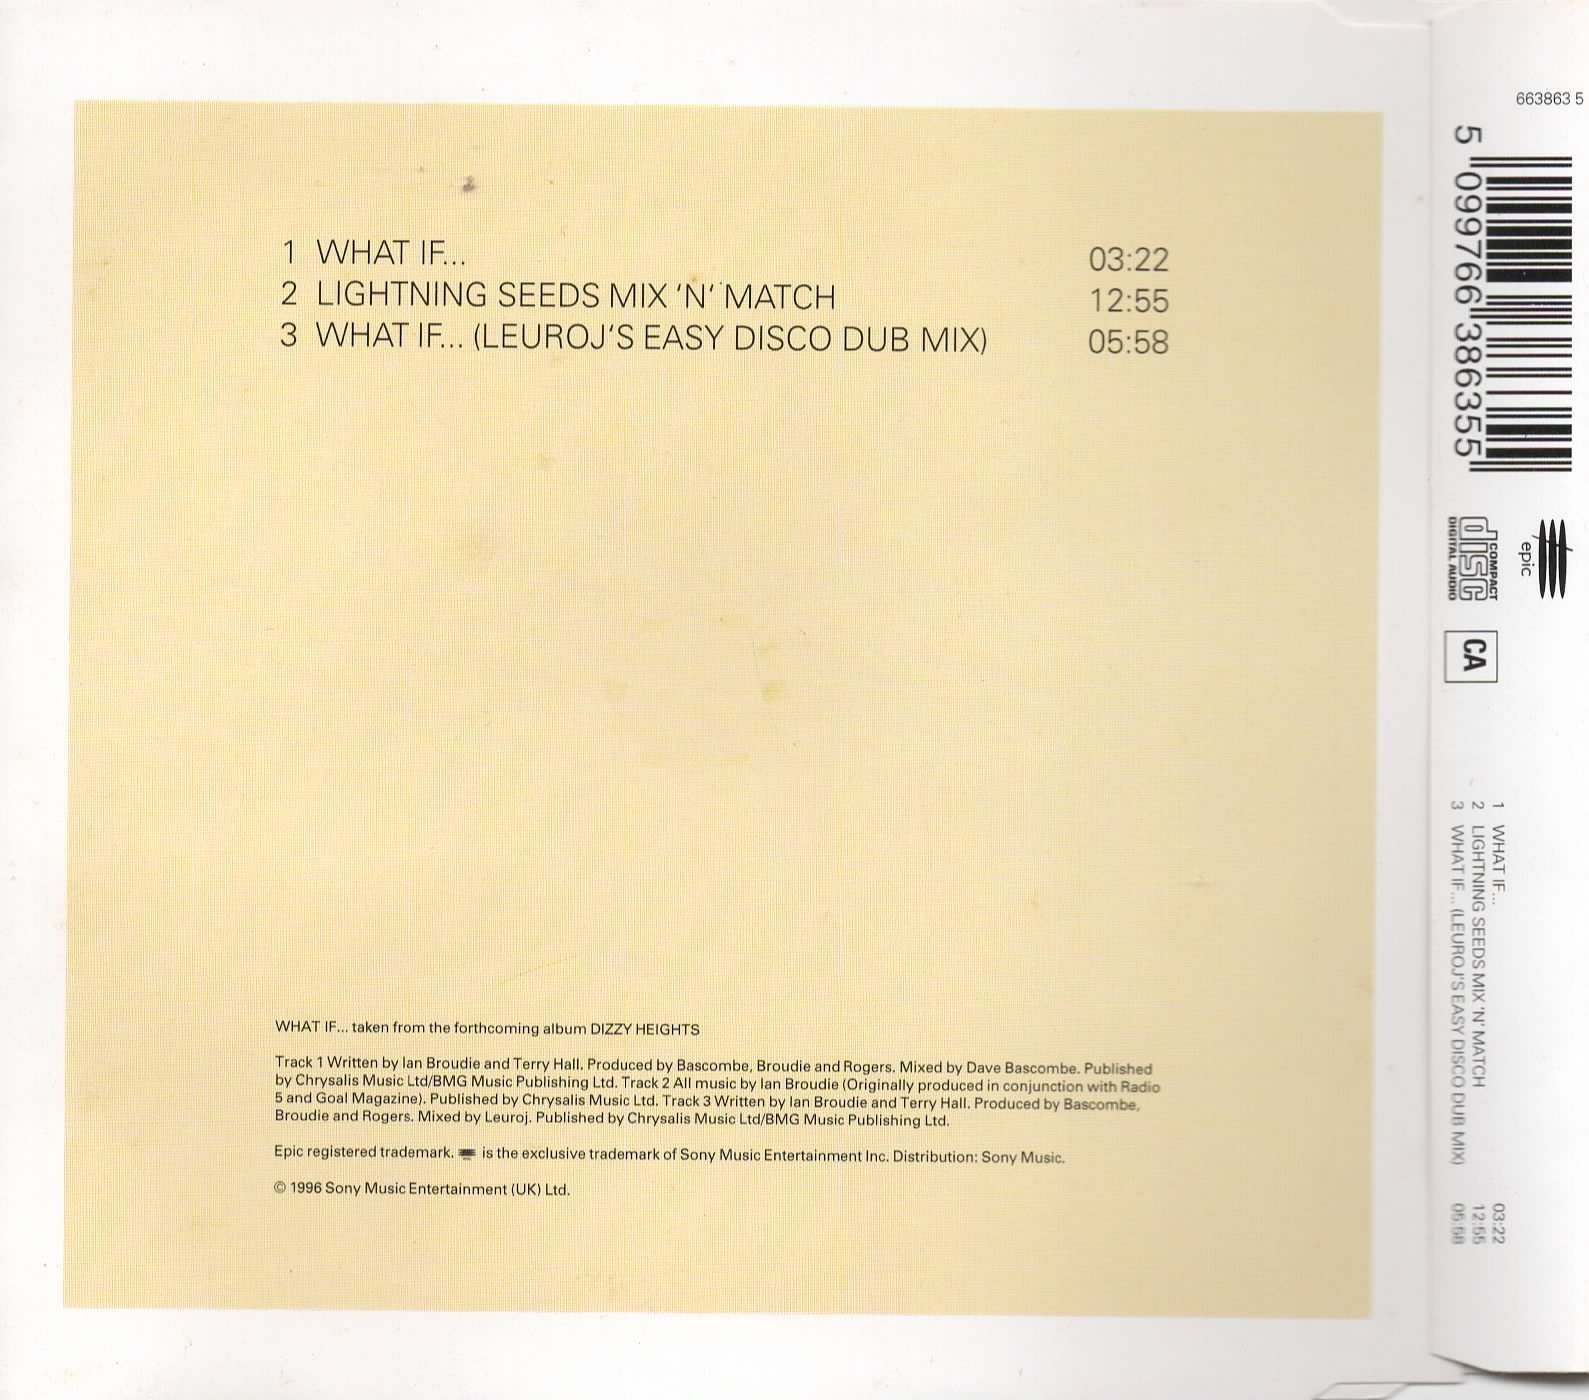 1 WHAT IF... 03:22
2 LIGHTNING SEEDS MIX 'N' MATCH 12:55
3 WHAT IF... (LEUROJ'S EASY DISCO DUB MIX) 05:58
WHAT IF... taken from the forthcoming album DIZZY HEIGHTS
Track 1 Written by Ian Broudie and Terry Hall. Produced by Bascombe, Broudie and Rogers. Mixed by Dave Bascombe. Published
by Chrysalis Music Ltd/BMG Music Publishing Ltd. Track 2 All music by Ian Broudie (Originally produced in conjunction with Radio
5 and Goal Magazine). Published by Chrysalis Music Ltd. Track 3 Written by Ian Broudie and Terry Hall. Produced by Bascombe,
Broudie and Rogers. Mixed by Leuroj. Published by Chrysalis Music Ltd/BMG Music Publishing Ltd.
Epic registered trademark. is the exclusive trademark of Sony Music Entertainment Inc. Distribution: Sony Music.
© 1996 Sony Music Entertainment (UK) Ltd.
663863 5
5 099766 386355
epic
COMPACT
disc
DIGITAL AUDIO
CA
1 WHAT IF... 03:22
2 LIGHTNING SEEDS MIX 'N' MATCH 12:55
3 WHAT IF... (LEUROJ'S EASY DISCO DUB MIX) 05:58